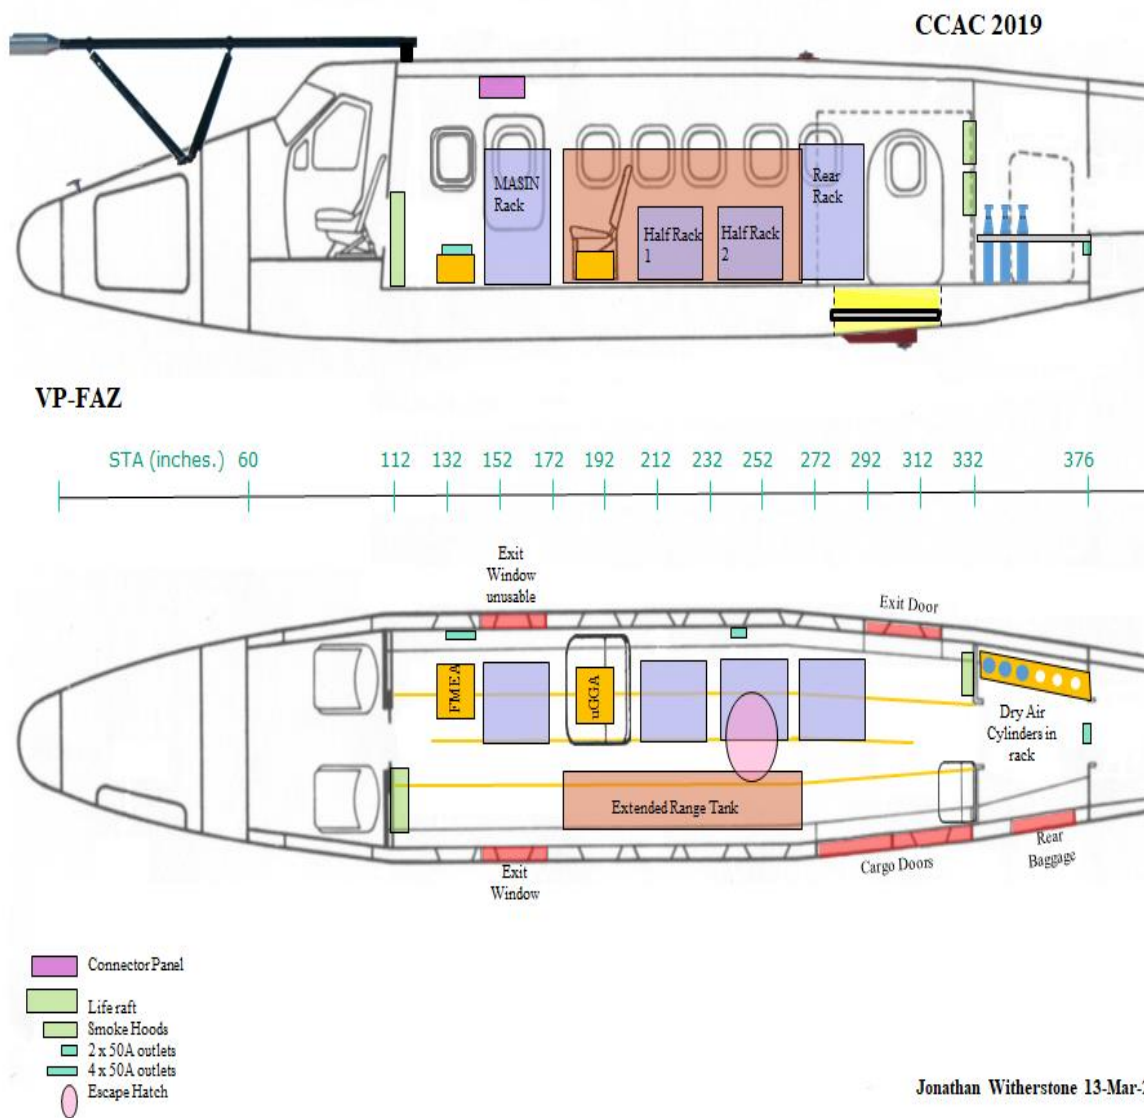 CCAC 2019
MASIN
Rack
Rear
Rack
Half Rack
1
Half Rack
2
VP-FAZ
STA (inches.) 60 112 132 152 172 192 212 232 252 272 292 312 332 376
Exit
Window
unusable
Exit Door
FMEA
uGGA
Dry Air
Cylinders in
rack
Extended Range Tank
Exit
Window
Cargo Doors
Rear
Baggage
Connector Panel
Life raft
Smoke Hoods
2 x 50A outlets
4 x 50A outlets
Escape Hatch
Jonathan Witherstone 13-Mar-